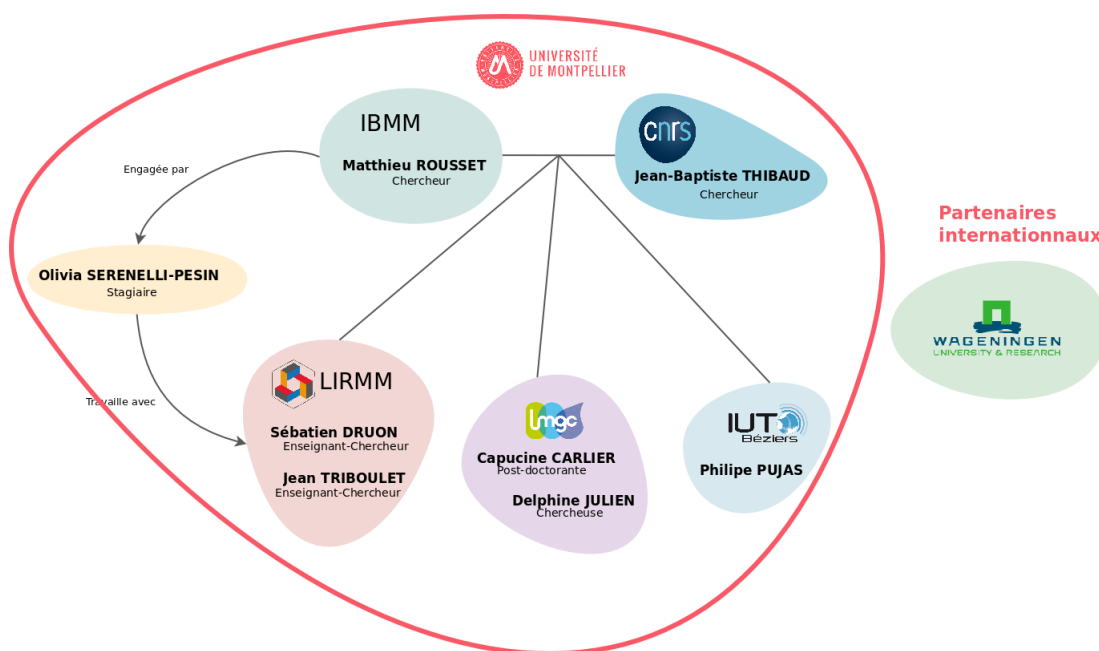 UNIVERSITÉ
DE MONTPELLIER
IBMM
Matthieu ROUSSET
Chercheur
cnrs
Jean-Baptiste THIBAUD
Chercheur
Engagée par
Olivia SERENELLI-PESIN
Stagiaire
Travaille avec
LIRMM
Sébatien DRUON
Enseignant-Chercheur
Jean TRIBOULET
Enseignant-Chercheur
lmgc
Capucine CARLIER
Post-doctorante
Delphine JULIEN
Chercheuse
IUT
Béziers
Philipe PUJAS
Partenaires
internationnaux
WAGENINGEN
UNIVERSITY & RESEARCH